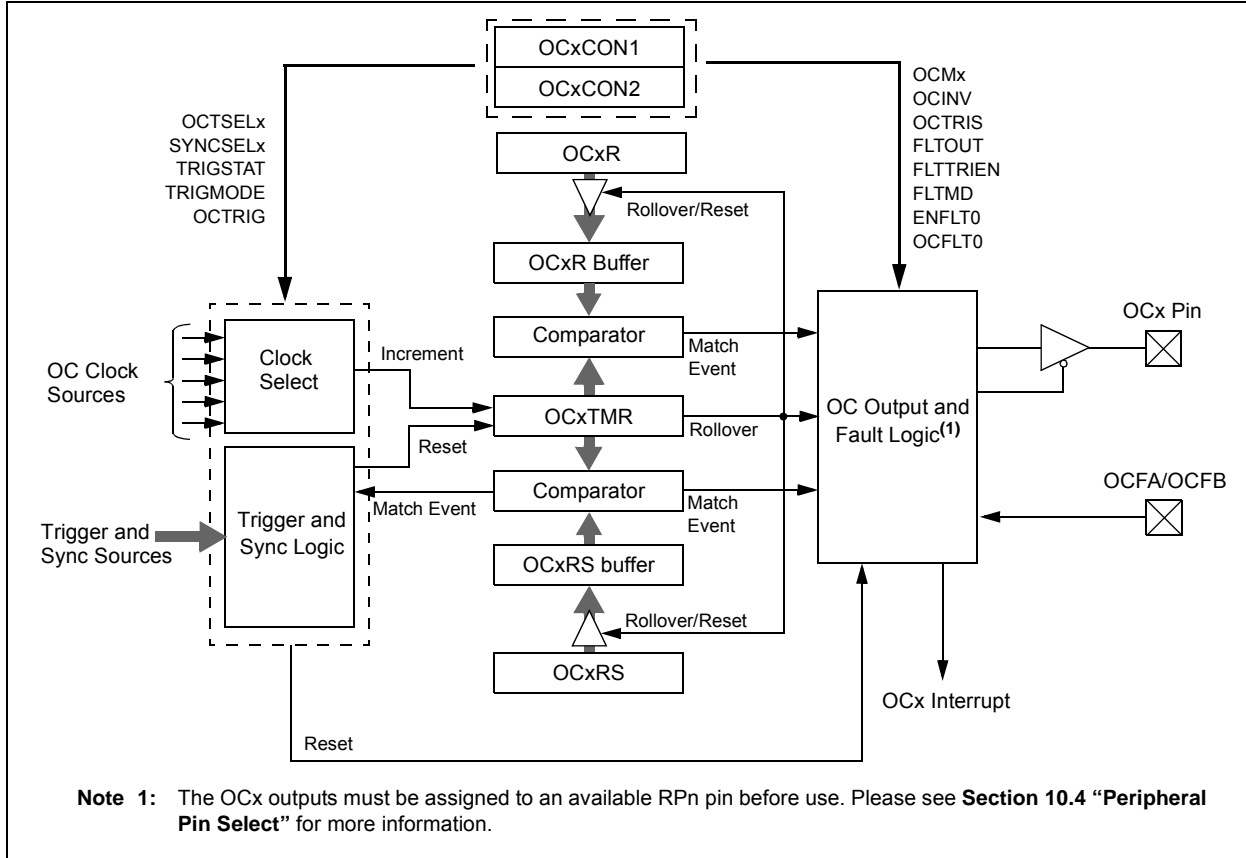 OCxCON1
OCxCON2
OCTSELx
SYNCSELx
TRIGSTAT
TRIGMODE
OCTRIG
OCMx
OCINV
OCTRIS
FLTOUT
FLTTRIEN
FLTMD
ENFLT0
OCFLT0
OCxR
Rollover/Reset
OCxR Buffer
OC Clock
Sources
Clock
Select
Increment
Comparator
Match
Event
OCx Pin
OCxTMR
Rollover
Reset
OC Output and
Fault Logic(1)
Trigger and
Sync Sources
Trigger and
Sync Logic
Match Event
Comparator
Match
Event
OCFA/OCFB
OCxRS buffer
Rollover/Reset
OCxRS
OCx Interrupt
Reset
Note 1: The OCx outputs must be assigned to an available RPn pin before use. Please see Section 10.4 “Peripheral
Pin Select” for more information.